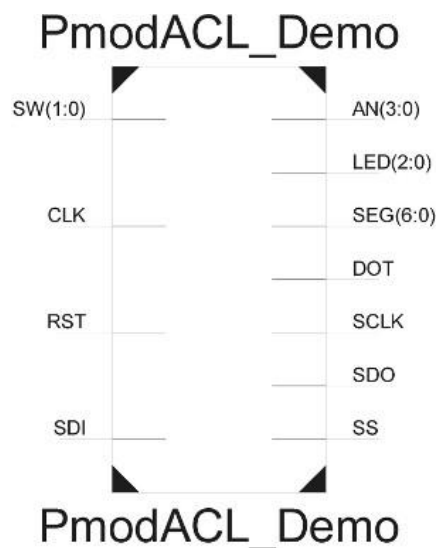 PmodACL_Demo
SW(1:0) AN(3:0)
LED(2:0)
CLK SEG(6:0)
DOT
RST SCLK
SDO
SDI SS
PmodACL_Demo